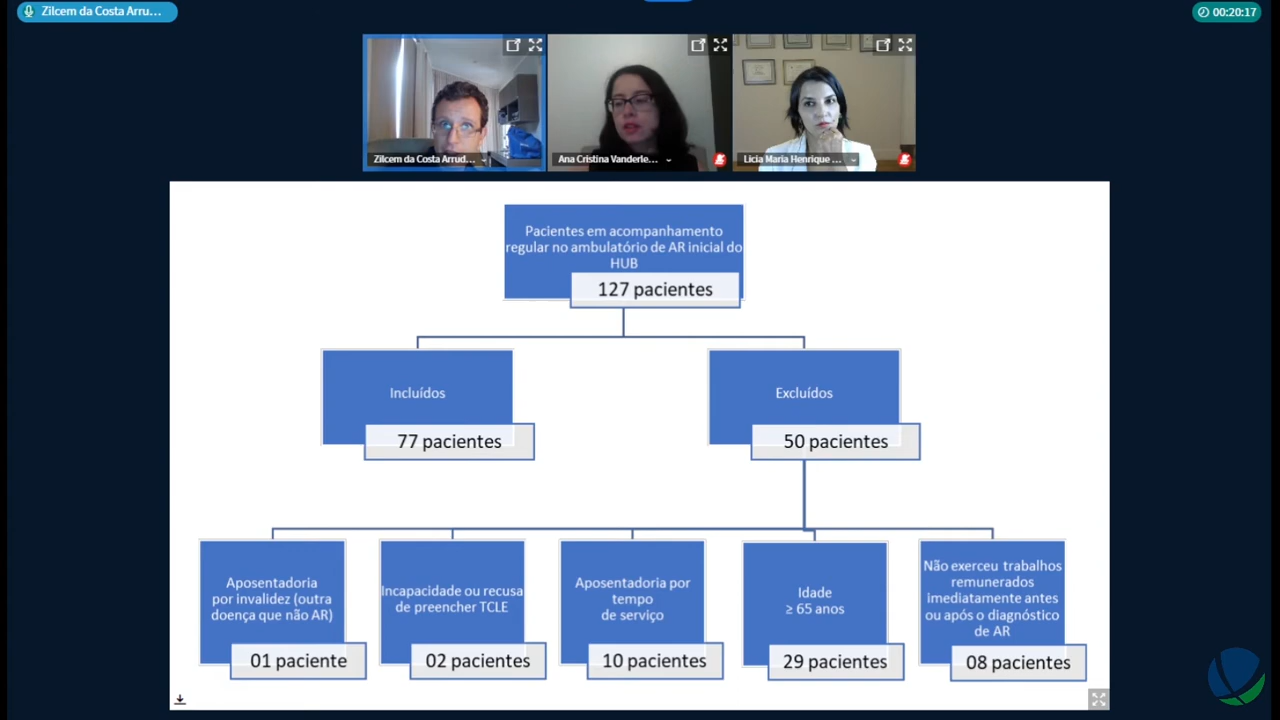 Zilcem da Costa Arru...
00:20:17
Zilcem da Costa Arrud...
Ana Cristina Vanderle...
Licia Maria Henrique ...
Pacientes em acompanhamento
regular no ambulatório de AR inicial do
HUB
127 pacientes
Incluídos
77 pacientes
Excluídos
50 pacientes
Aposentadoria
por invalidez (outra
doença que não AR)
01 paciente
Incapacidade ou recusa
de preencher TCLE
02 pacientes
Aposentadoria por
tempo
de serviço
10 pacientes
Idade
≥ 65 anos
29 pacientes
Não exerceu trabalhos
remunerados
imediatamente antes
ou após o diagnóstico
de AR
08 pacientes